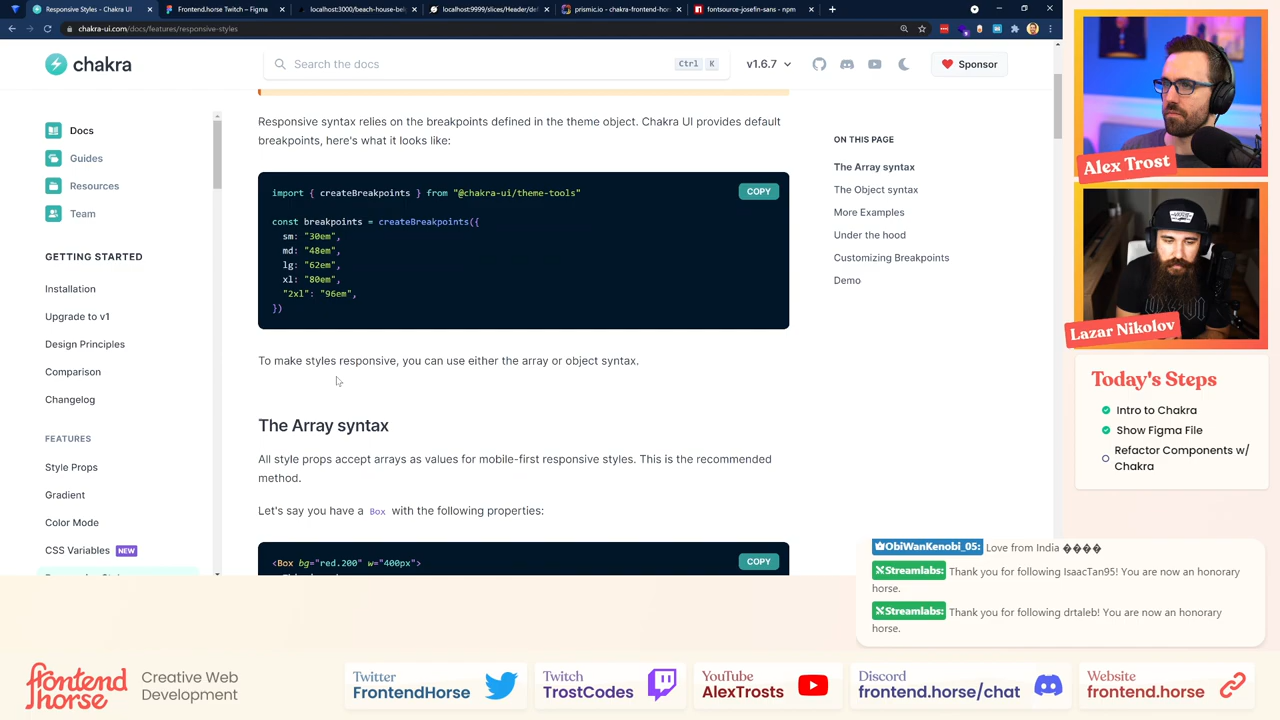 Responsive Styles - Chakra UI
Frontend.horse Twitch – Figma
localhost:3000/beach-house-bel
localhost:9999/slices/Header/def
prismic.io - chakra-frontend-hor
fontsource-josefin-sans - npm
chakra-ui.com/docs/features/responsive-styles
chakra
Search the docs
Ctrl K
v1.6.7
Sponsor
Docs
Guides
Resources
Team
GETTING STARTED
Installation
Upgrade to v1
Design Principles
Comparison
Changelog
FEATURES
Style Props
Gradient
Color Mode
CSS Variables NEW
Responsive syntax relies on the breakpoints defined in the theme object. Chakra UI provides default
breakpoints, here's what it looks like:
COPY
import { createBreakpoints } from "@chakra-ui/theme-tools"
const breakpoints = createBreakpoints({
sm: "30em",
md: "48em",
lg: "62em",
xl: "80em",
"2xl": "96em",
})
To make styles responsive, you can use either the array or object syntax.
The Array syntax
All style props accept arrays as values for mobile-first responsive styles. This is the recommended
method.
Let's say you have a Box with the following properties:
<Box bg="red.200" w="400px">
COPY
ON THIS PAGE
The Array syntax
The Object syntax
More Examples
Under the hood
Customizing Breakpoints
Demo
Alex Trost
Lazar Nikolov
Today's Steps
Intro to Chakra
Show Figma File
Refactor Components w/
Chakra
ObiWanKenobi_05: Love from India ����
Streamlabs: Thank you for following IsaacTan95! You are now an honorary
horse.
Streamlabs: Thank you for following drtaleb! You are now an honorary
horse.
frontend
horse
Creative Web
Development
Twitter
FrontendHorse
Twitch
TrostCodes
YouTube
AlexTrosts
Discord
frontend.horse/chat
Website
frontend.horse